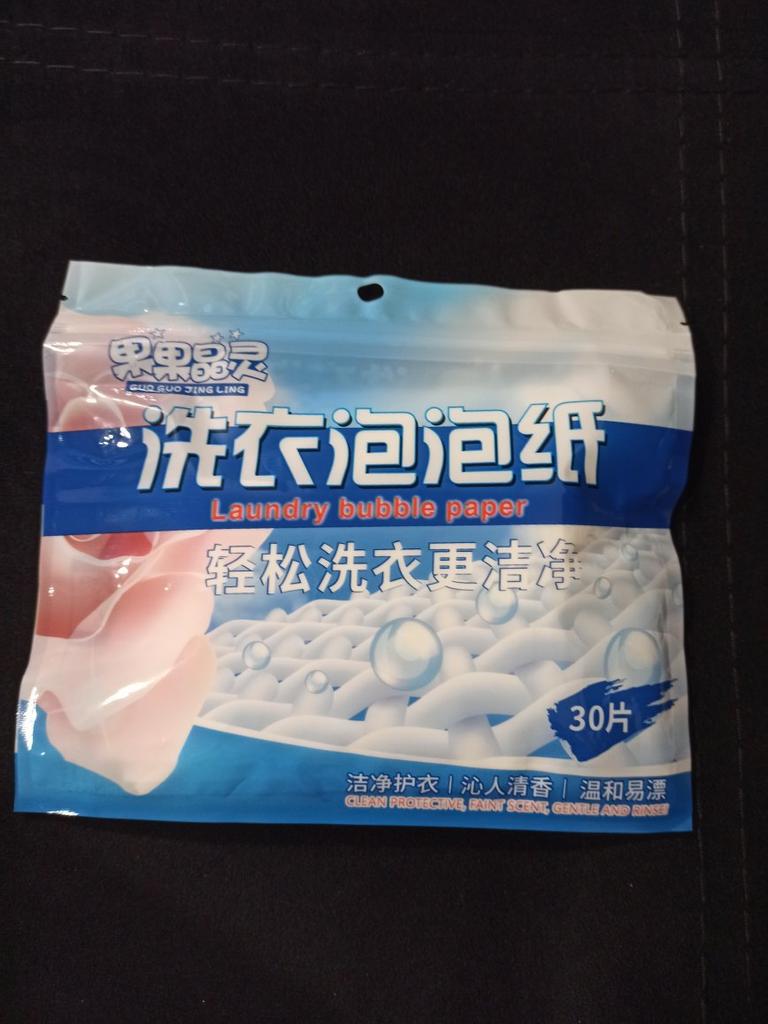 果果晶灵
GUO GUO JING LING
洗衣泡泡纸
Laundry bubble paper
轻松洗衣更洁净
30片
洁净护衣 | 沁人清香 | 温和易漂
CLEAN PROTECTIVE, FAINT SCENT, GENTLE AND RINSE!